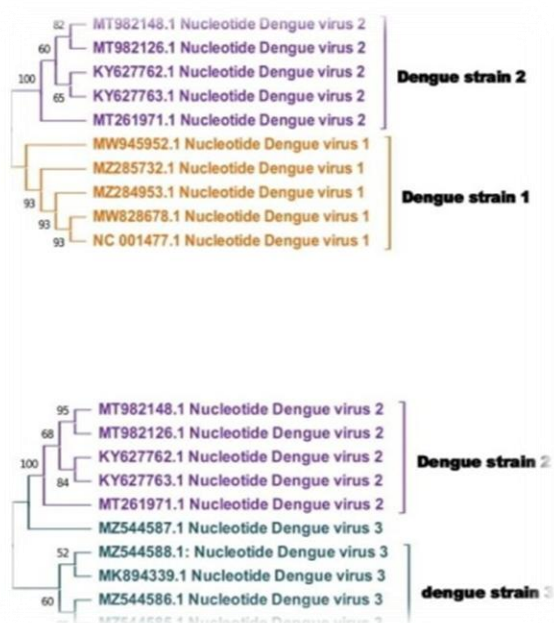 82
MT982148.1 Nucleotide Dengue virus 2
60
MT982126.1 Nucleotide Dengue virus 2
KY627762.1 Nucleotide Dengue virus 2
100
Dengue strain 2
65
KY627763.1 Nucleotide Dengue virus 2
MT261971.1 Nucleotide Dengue virus 2
MW945952.1 Nucleotide Dengue virus 1
MZ285732.1 Nucleotide Dengue virus 1
MZ284953.1 Nucleotide Dengue virus 1
Dengue strain 1
93
MW828678.1 Nucleotide Dengue virus 1
93
NC 001477.1 Nucleotide Dengue virus 1
93
95
MT982148.1 Nucleotide Dengue virus 2
68
MT982126.1 Nucleotide Dengue virus 2
KY627762.1 Nucleotide Dengue virus 2
100
Dengue strain 2
84
KY627763.1 Nucleotide Dengue virus 2
MT261971.1 Nucleotide Dengue virus 2
MZ544587.1 Nucleotide Dengue virus 3
52
MZ544588.1: Nucleotide Dengue virus 3
MK894339.1 Nucleotide Dengue virus 3
60
MZ544586.1 Nucleotide Dengue virus 3
dengue strain 3